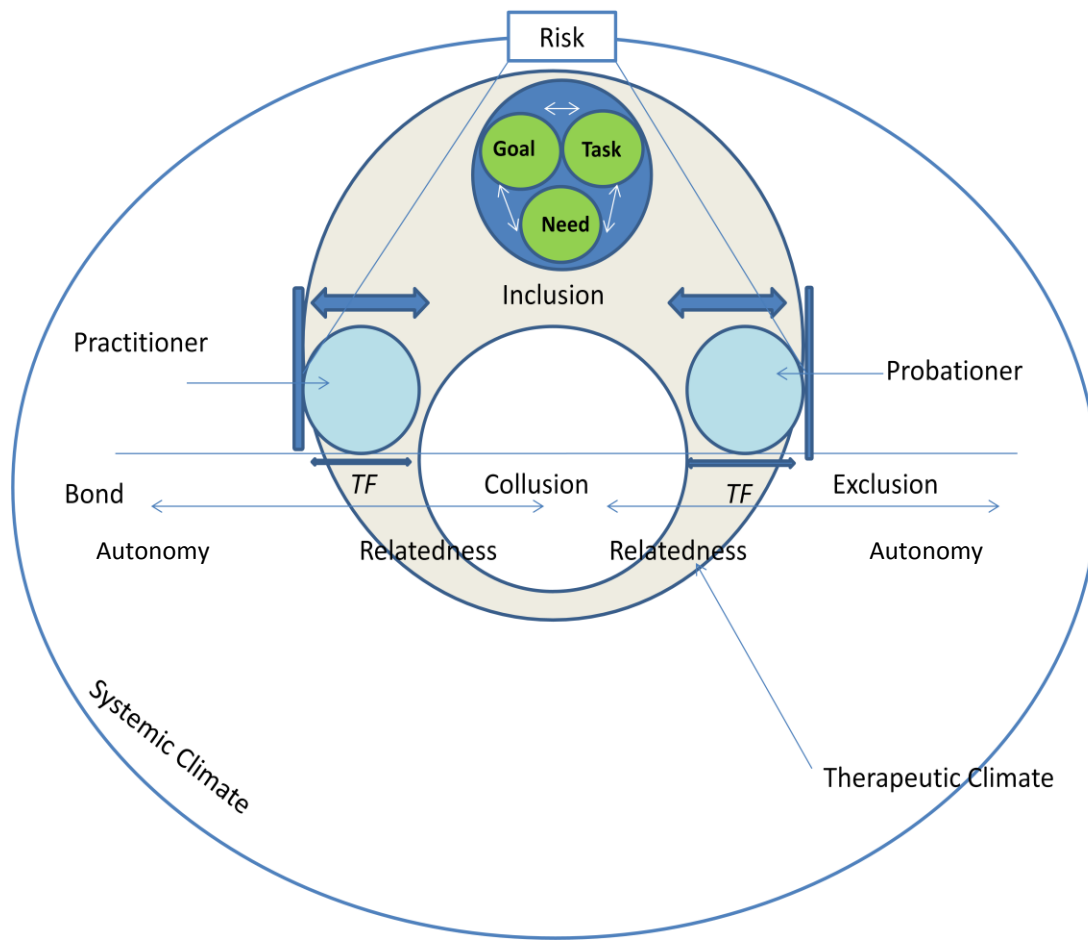 Risk
Goal
Task
Need
Inclusion
Practitioner
Probationer
Bond
TF
Collusion
TF
Exclusion
Autonomy
Relatedness
Relatedness
Autonomy
Systemic Climate
Therapeutic Climate